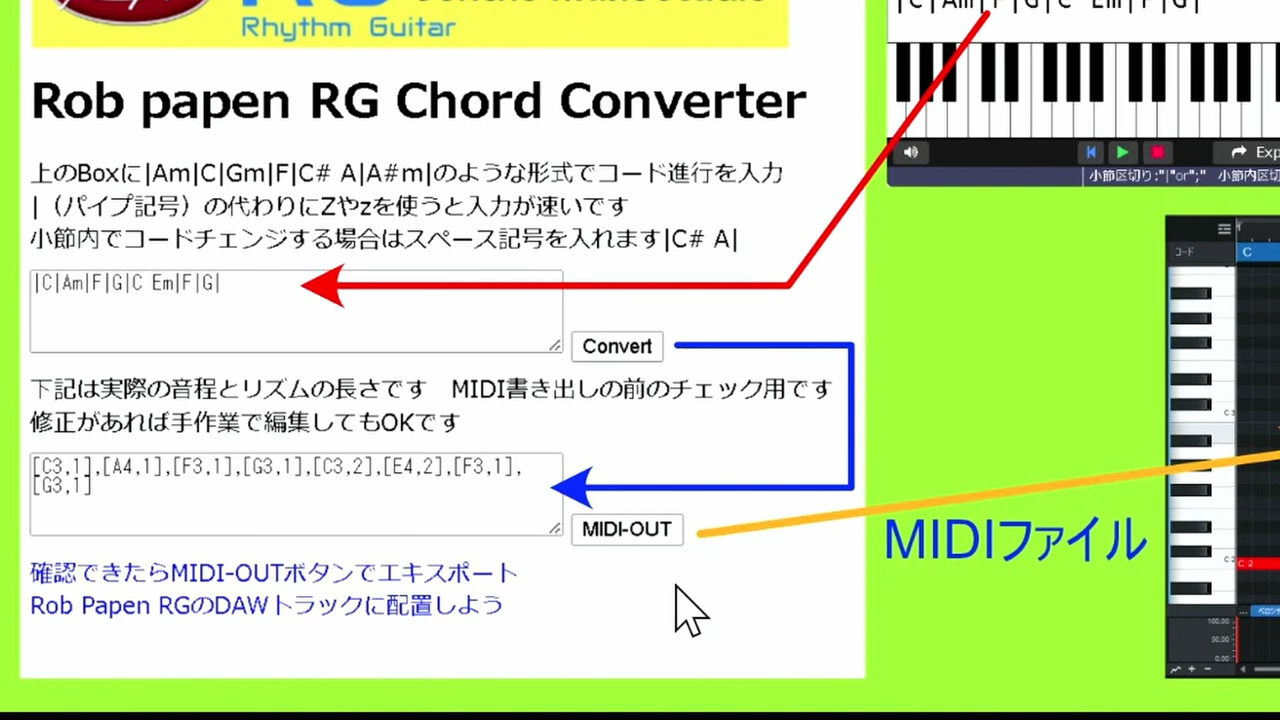 Rhythm Guitar
Rob papen RG Chord Converter
上のBoxに|Am|C|Gm|F|C# A|A#m|のような形式でコード進行を入力
|（パイプ記号）の代わりにZやzを使うと入力が速いです
小節内でコードチェンジする場合はスペース記号を入れます|C# A|
|C|Am|F|G|C Em|F|G|
Convert
下記は実際の音程とリズムの長さです　MIDI書き出しの前のチェック用です
修正があれば手作業で編集してもOKです
[C3,1],[A4,1],[F3,1],[G3,1],[C3,2],[E4,2],[F3,1],
[G3,1]
MIDI-OUT
確認できたらMIDI-OUTボタンでエキスポート
Rob Papen RGのDAWトラックに配置しよう
|C|Am|F|G|C Em|F|G|
Exp
小節区切り:"|"or";"　小節内区切
コード
C
C3
C2
C 2
MIDIファイル
ベロシ
100.00
50.00
0.00